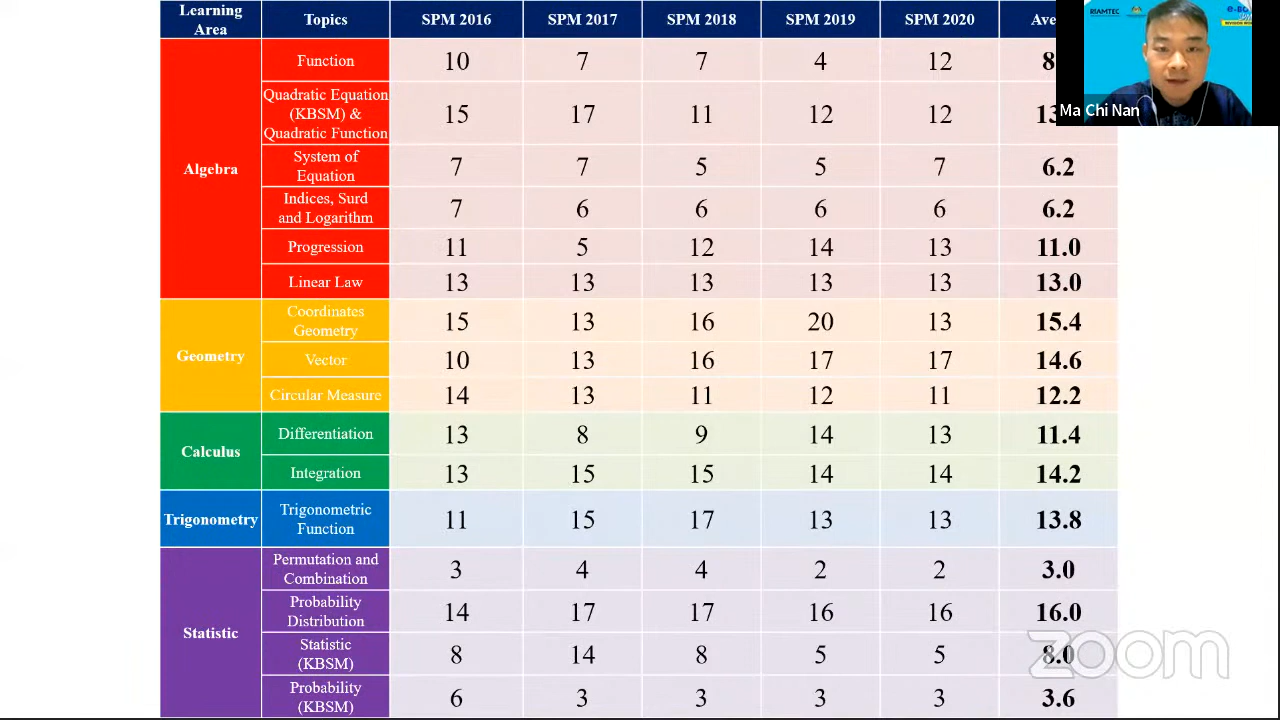 Learning Area Topics SPM 2016 SPM 2017 SPM 2018 SPM 2019 SPM 2020
RIAMTEC
Ma Chi Nan
Algebra
Function 10 7 7 4 12 8
Quadratic Equation (KBSM) & Quadratic Function 15 17 11 12 12
System of Equation 7 7 5 5 7 6.2
Indices, Surd and Logarithm 7 6 6 6 6 6.2
Progression 11 5 12 14 13 11.0
Linear Law 13 13 13 13 13 13.0
Geometry
Coordinates Geometry 15 13 16 20 13 15.4
Vector 10 13 16 17 17 14.6
Circular Measure 14 13 11 12 11 12.2
Calculus
Differentiation 13 8 9 14 13 11.4
Integration 13 15 15 14 14 14.2
Trigonometry
Trigonometric Function 11 15 17 13 13 13.8
Statistic
Permutation and Combination 3 4 4 2 2 3.0
Probability Distribution 14 17 17 16 16 16.0
Statistic (KBSM) 8 14 8 5 5 8.0
Probability (KBSM) 6 3 3 3 3 3.6
zoom